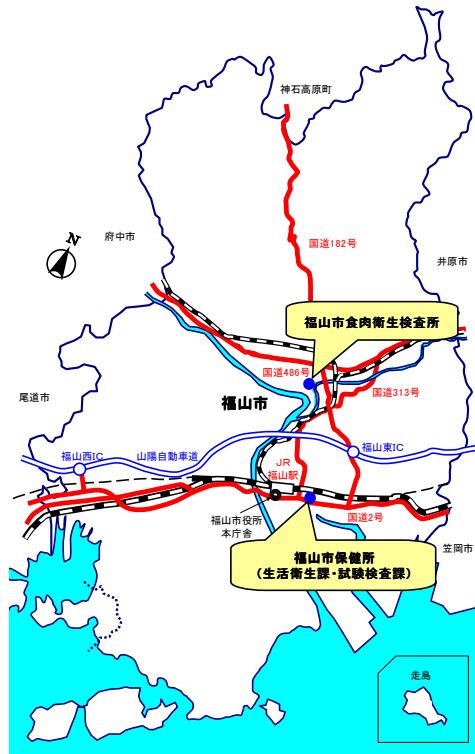 神石高原町
N
府中市
国道182号
井原市
福山市食肉衛生検査所
国道486号
国道313号
尾道市
福山市
福山西IC
山陽自動車道
福山東IC
JR
福山駅
福山市役所
本庁舎
国道2号
笠岡市
福山市保健所
(生活衛生課・試験検査課)
走島